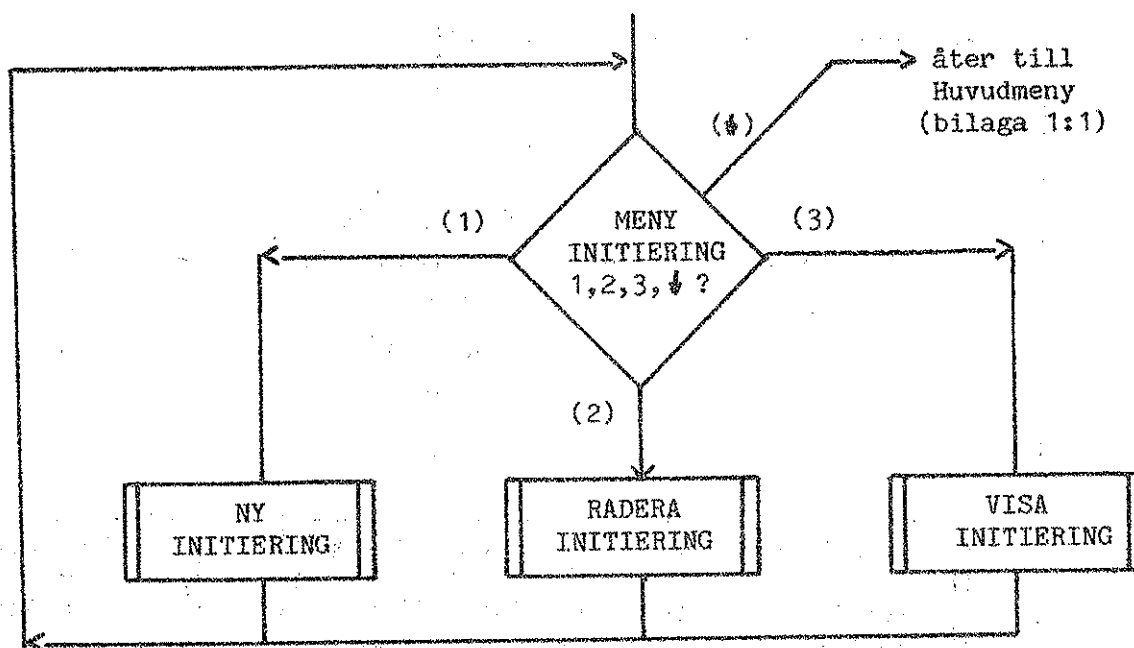 åter till
Huvudmeny
(bilaga 1:1)
(1)
MENY
INITIERING
1,2,3, ?
(3)
(2)
NY
INITIERING
RADERA
INITIERING
VISA
INITIERING